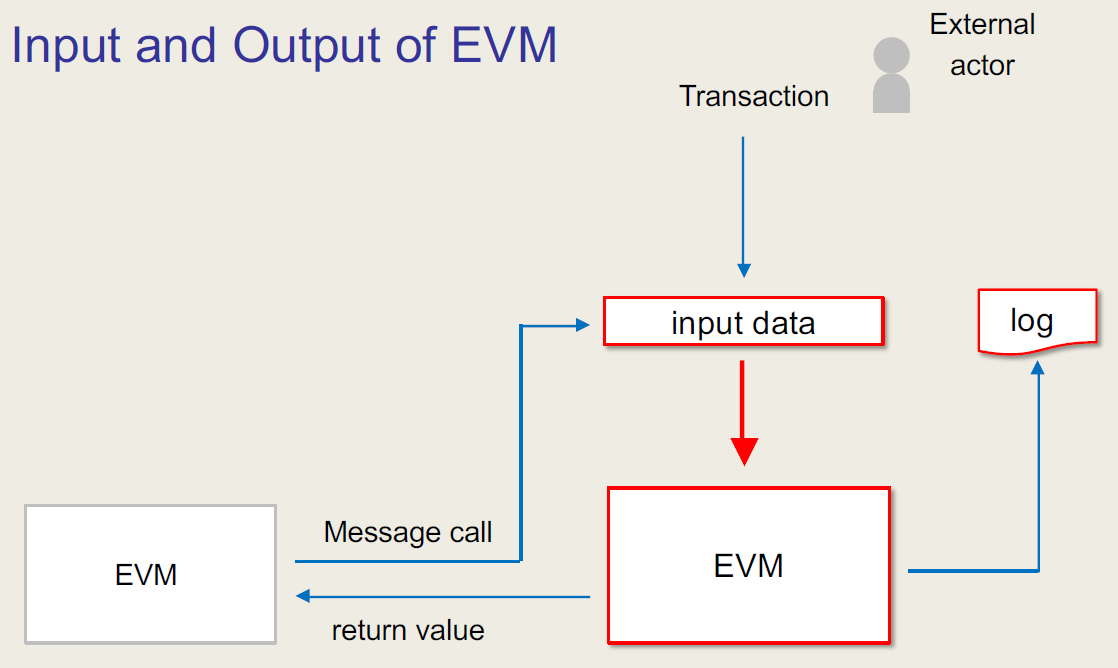 Input and Output of EVM
External
actor
Transaction
input data
log
Message call
EVM
EVM
return value